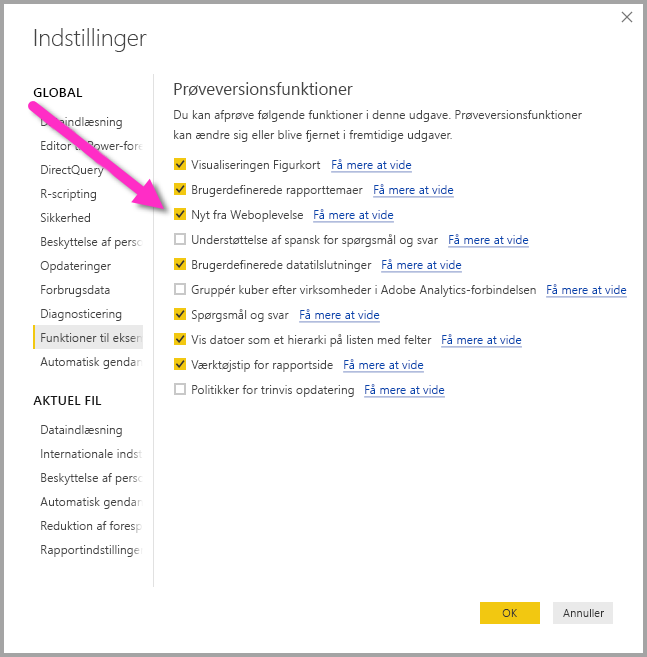 Indstillinger
GLOBAL
Dataindlæsning
Editor til Power-fore
DirectQuery
R-scripting
Sikkerhed
Beskyttelse af perso
Opdateringer
Forbrugsdata
Diagnosticering
Funktioner til eksem
Automatisk gendan
AKTUEL FIL
Dataindlæsning
Internationale indst
Beskyttelse af perso
Automatisk gendan
Reduktion af foresp
Rapportindstillinger
Prøveversionsfunktioner
Du kan afprøve følgende funktioner i denne udgave. Prøveversionsfunktioner
kan ændre sig eller blive fjernet i fremtidige udgaver.
Visualiseringen Figurkort Få mere at vide
Brugerdefinerede rapporttemaer Få mere at vide
Nyt fra Weboplevelse Få mere at vide
Understøttelse af spansk for spørgsmål og svar Få mere at vide
Brugerdefinerede datatilslutninger Få mere at vide
Gruppér kuber efter virksomheder i Adobe Analytics-forbindelsen Få mere at vide
Spørgsmål og svar Få mere at vide
Vis datoer som et hierarki på listen med felter Få mere at vide
Værktøjstip for rapportside Få mere at vide
Politikker for trinvis opdatering Få mere at vide
OK
Annuller